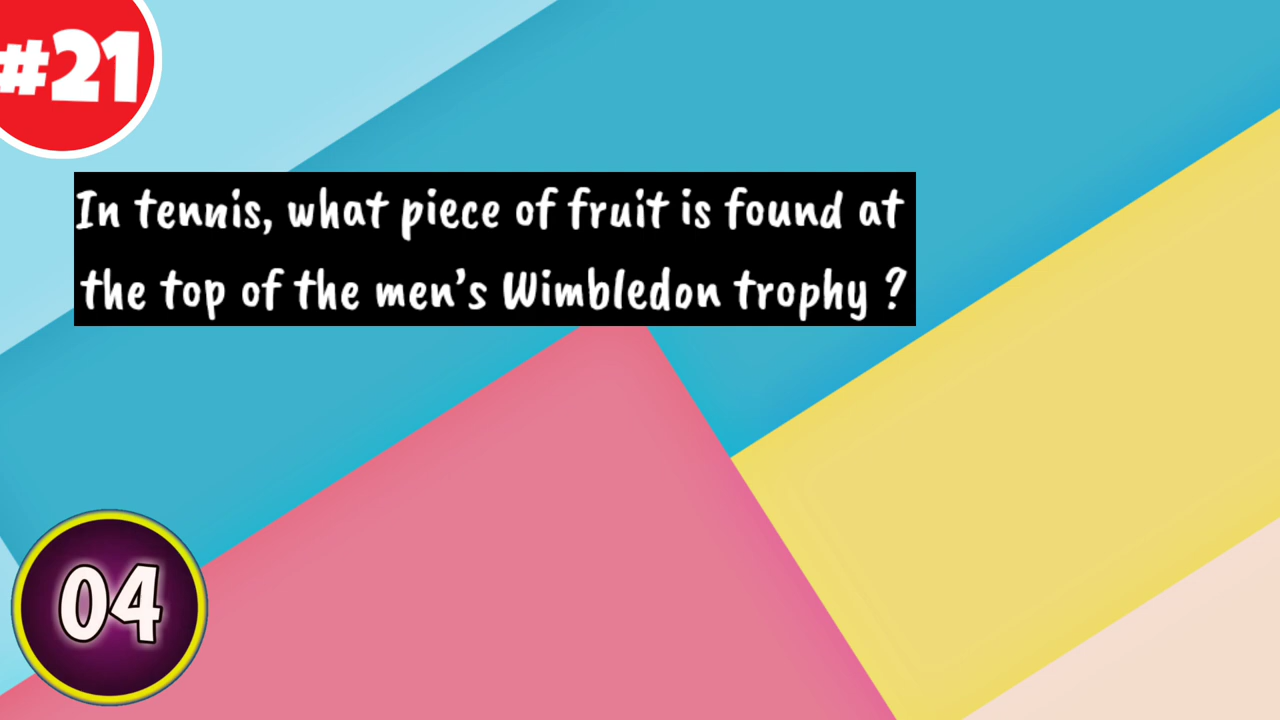 #21
In tennis, what piece of fruit is found at
the top of the men's Wimbledon trophy ?
04